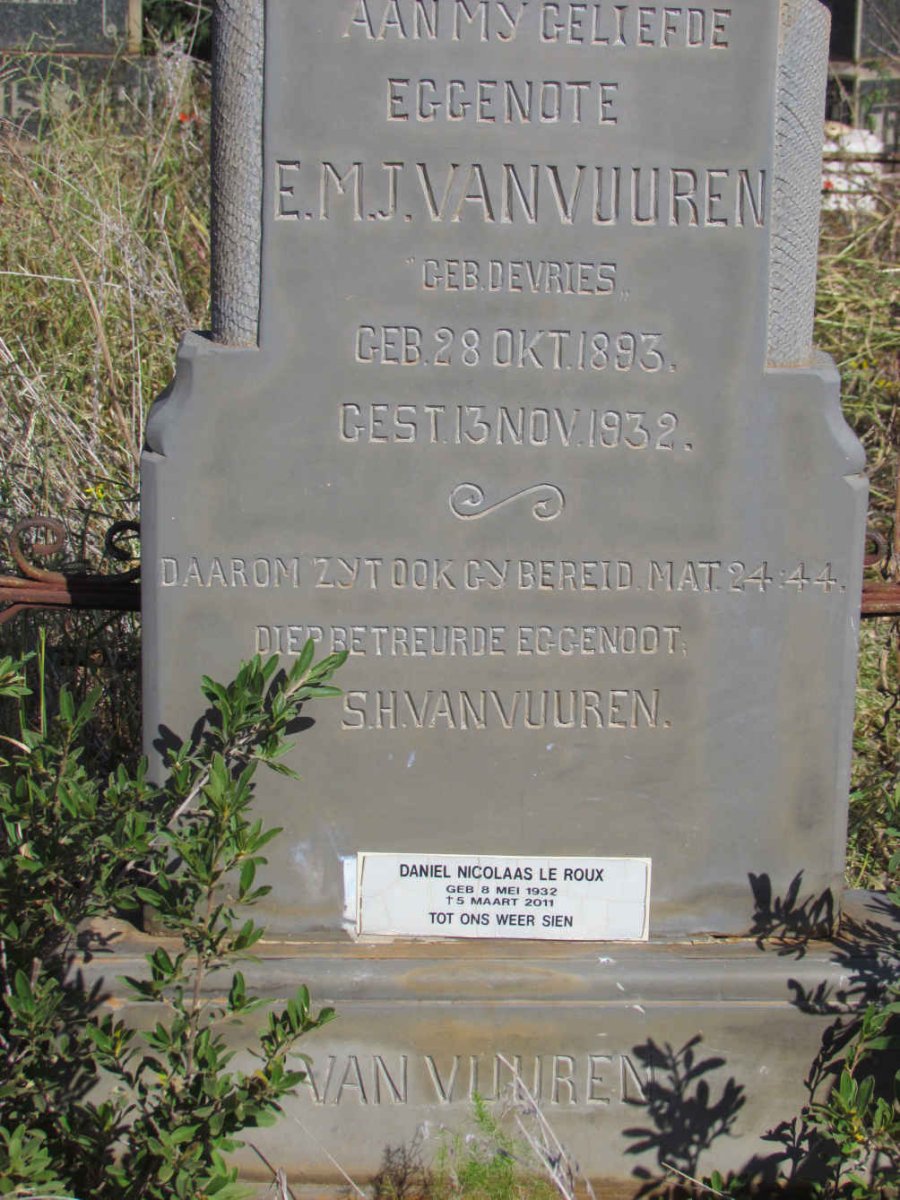 AAN MY GELIEFDE
EGGENOTE
E.M.J. VAN VUUREN
"GEB. DE VRIES„
GEB. 28 OKT. 1893.
GEST. 13 NOV. 1932.
DAAROM ZYT OOK GY BEREID. MAT. 24:44.
DIEP BETREURDE EGGENOOT;
S.H. VAN VUUREN.
DANIEL NICOLAAS LE ROUX
GEB 8 MEI 1932
†5 MAART 2011
TOT ONS WEER SIEN
VAN VUUREN